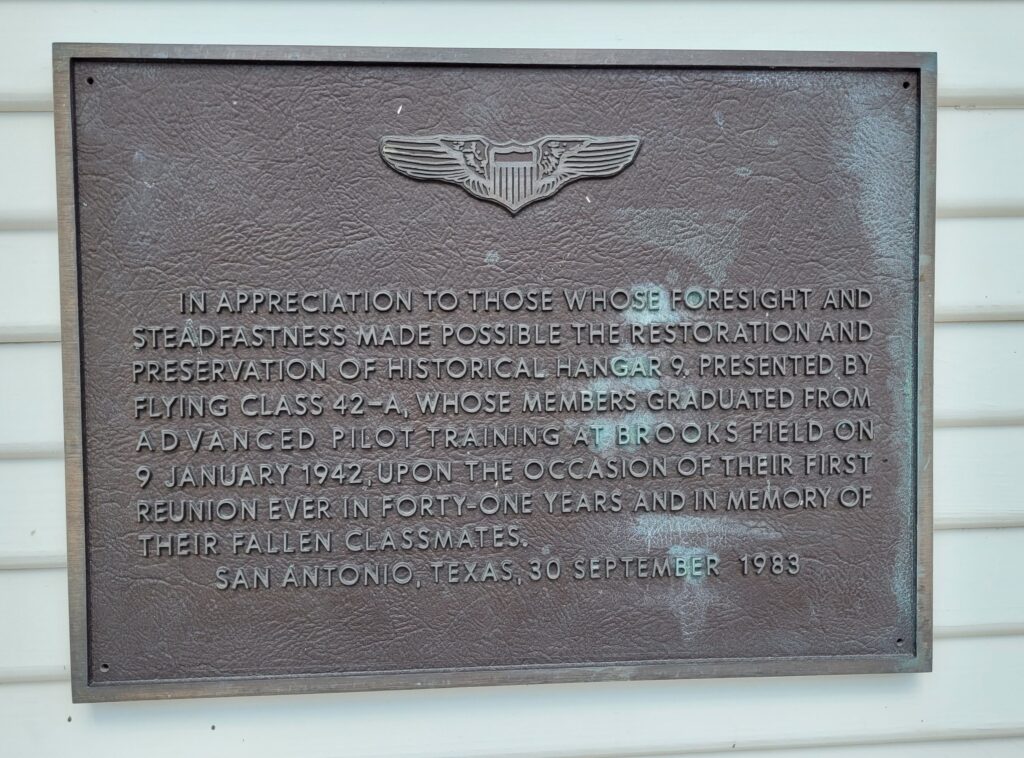 IN APPRECIATION TO THOSE WHOSE FORESIGHT AND
STEADFASTNESS MADE POSSIBLE THE RESTORATION AND
PRESERVATION OF HISTORICAL HANGAR 9. PRESENTED BY
FLYING CLASS 42-A, WHOSE MEMBERS GRADUATED FROM
ADVANCED PILOT TRAINING AT BROOKS FIELD ON
9 JANUARY 1942, UPON THE OCCASION OF THEIR FIRST
REUNION EVER IN FORTY-ONE YEARS AND IN MEMORY OF
THEIR FALLEN CLASSMATES.
SAN ANTONIO, TEXAS, 30 SEPTEMBER 1983